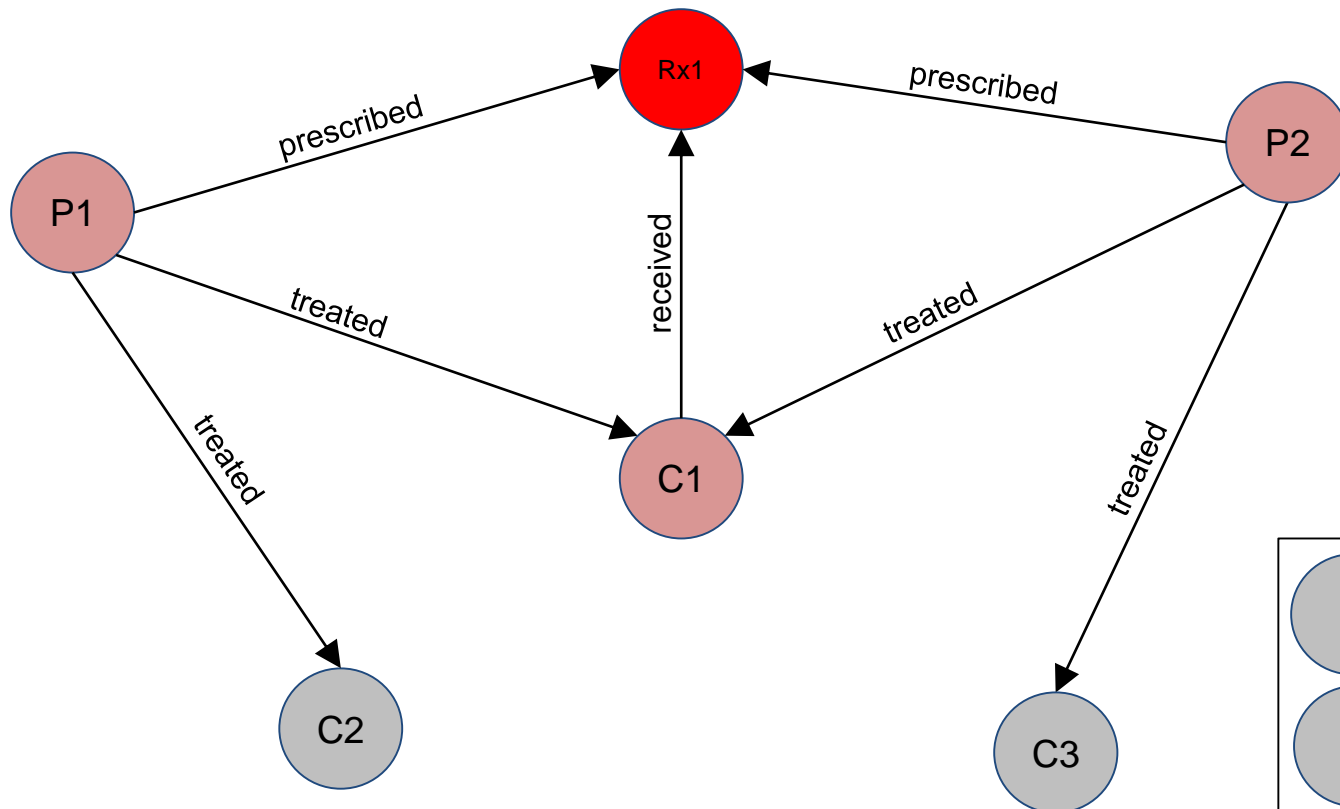 Rx1
prescribed
prescribed
P1
P2
received
treated
treated
C1
treated
treated
C2
C3